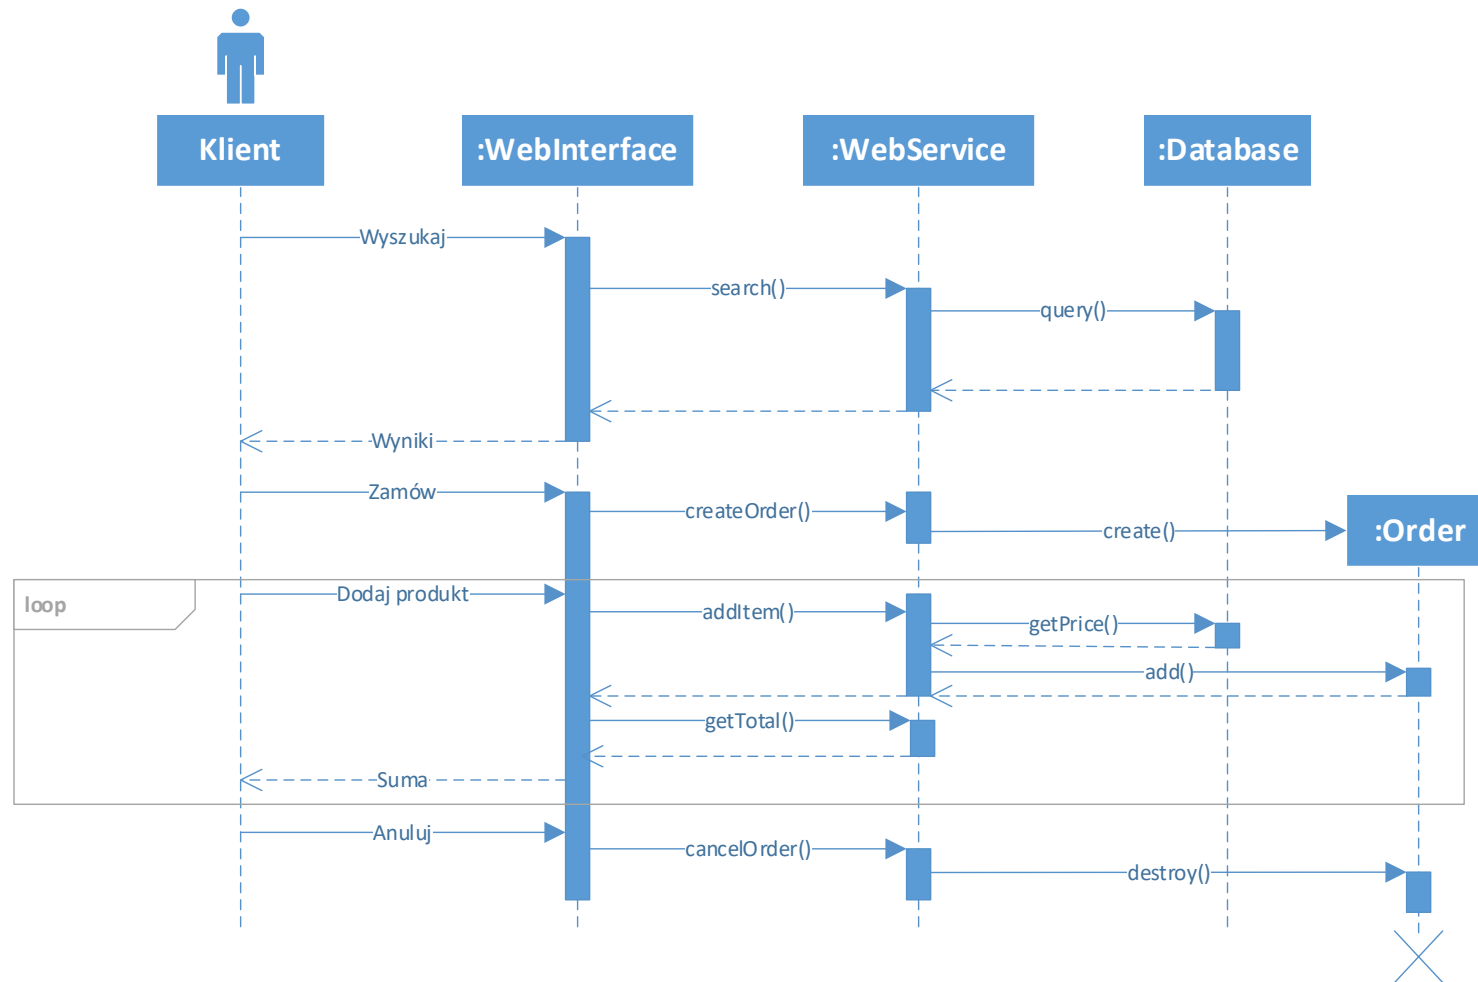 Klient
:WebInterface
:WebService
:Database
Wyszukaj
search()
query()
Wyniki
Zamów
createOrder()
create()
:Order
loop
Dodaj produkt
addItem()
getPrice()
add()
getTotal()
Suma
Anuluj
cancelOrder()
destroy()